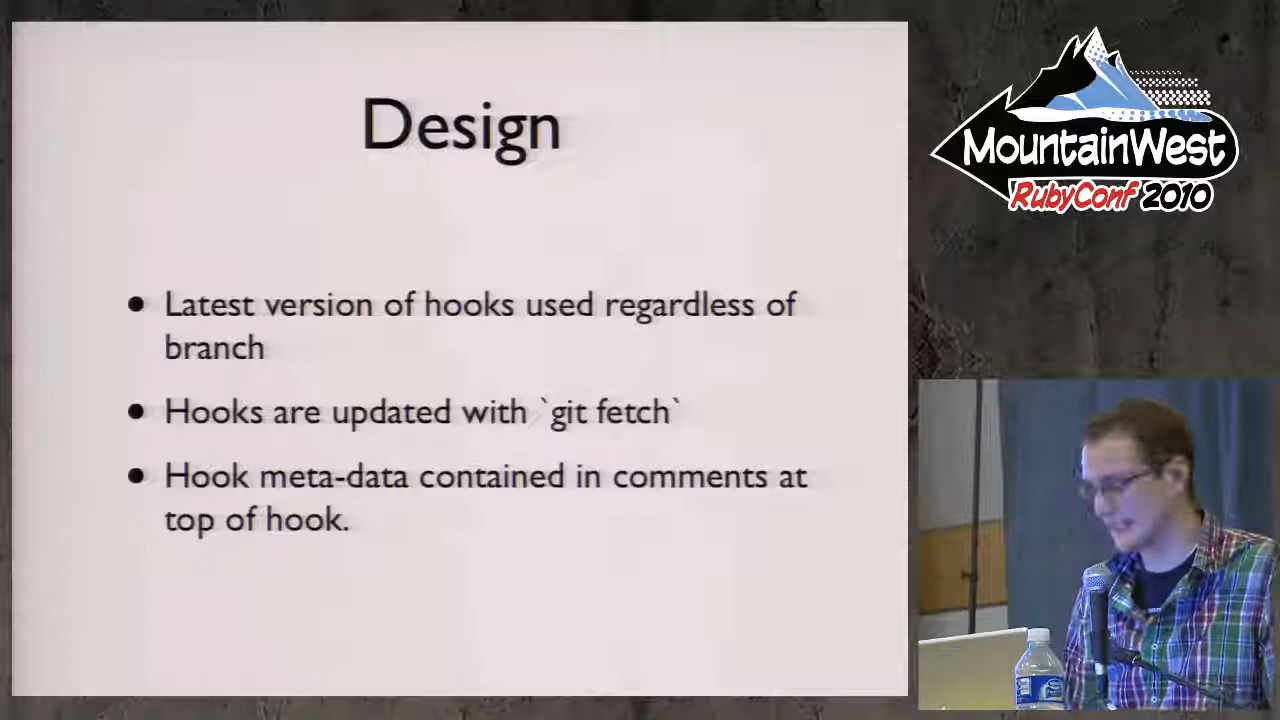 Design
• Latest version of hooks used regardless of
branch
• Hooks are updated with `git fetch`
• Hook meta-data contained in comments at
top of hook.
MountainWest
RubyConf 2010